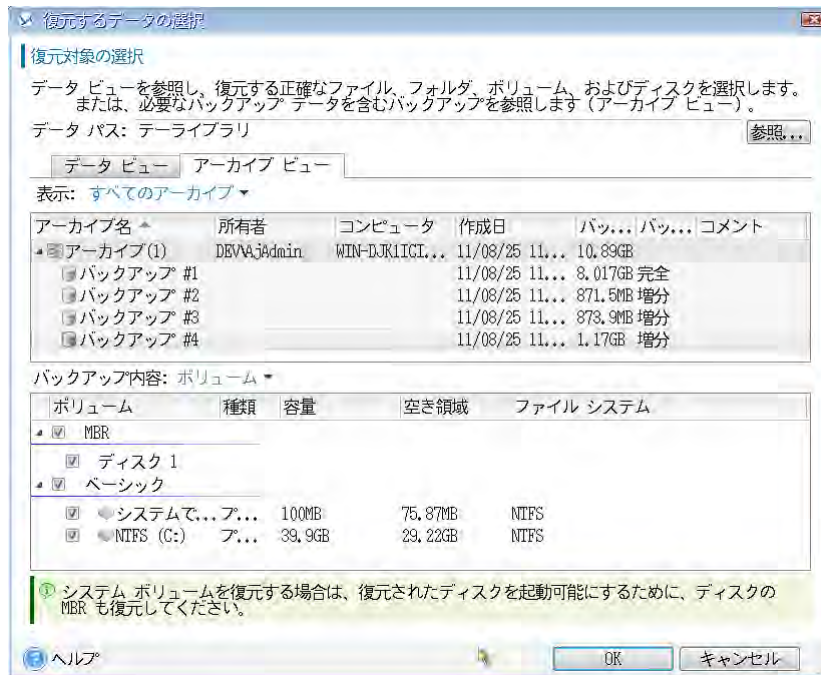 復元するデータの選択
復元対象の選択
データ ビューを参照し、復元する正確なファイル、フォルダ、ボリューム、およびディスクを選択します。
または、必要なバックアップ データを含むバックアップを参照します（アーカイブ ビュー）。
データ パス: テーライブラリ 参照...
データ ビュー アーカイブ ビュー
表示: すべてのアーカイブ
アーカイブ名 所有者 コンピュータ 作成日 バッ... バッ... コメント
アーカイブ(1) DEV\AjAdmin WIN-DJK1ICI... 11/08/25 11... 10.89GB
バックアップ #1 11/08/25 11... 8.017GB 完全
バックアップ #2 11/08/25 11... 871.5MB 増分
バックアップ #3 11/08/25 11... 873.9MB 増分
バックアップ #4 11/08/25 11... 1.17GB 増分
バックアップ内容: ボリューム
ボリューム 種類 容量 空き領域 ファイル システム
MBR
ディスク 1
ベーシック
システムで... プ... 100MB 75.87MB NTFS
NTFS (C:) プ... 39.9GB 29.22GB NTFS
システム ボリュームを復元する場合は、復元されたディスクを起動可能にするために、ディスクの
MBR も復元してください。
ヘルプ OK キャンセル